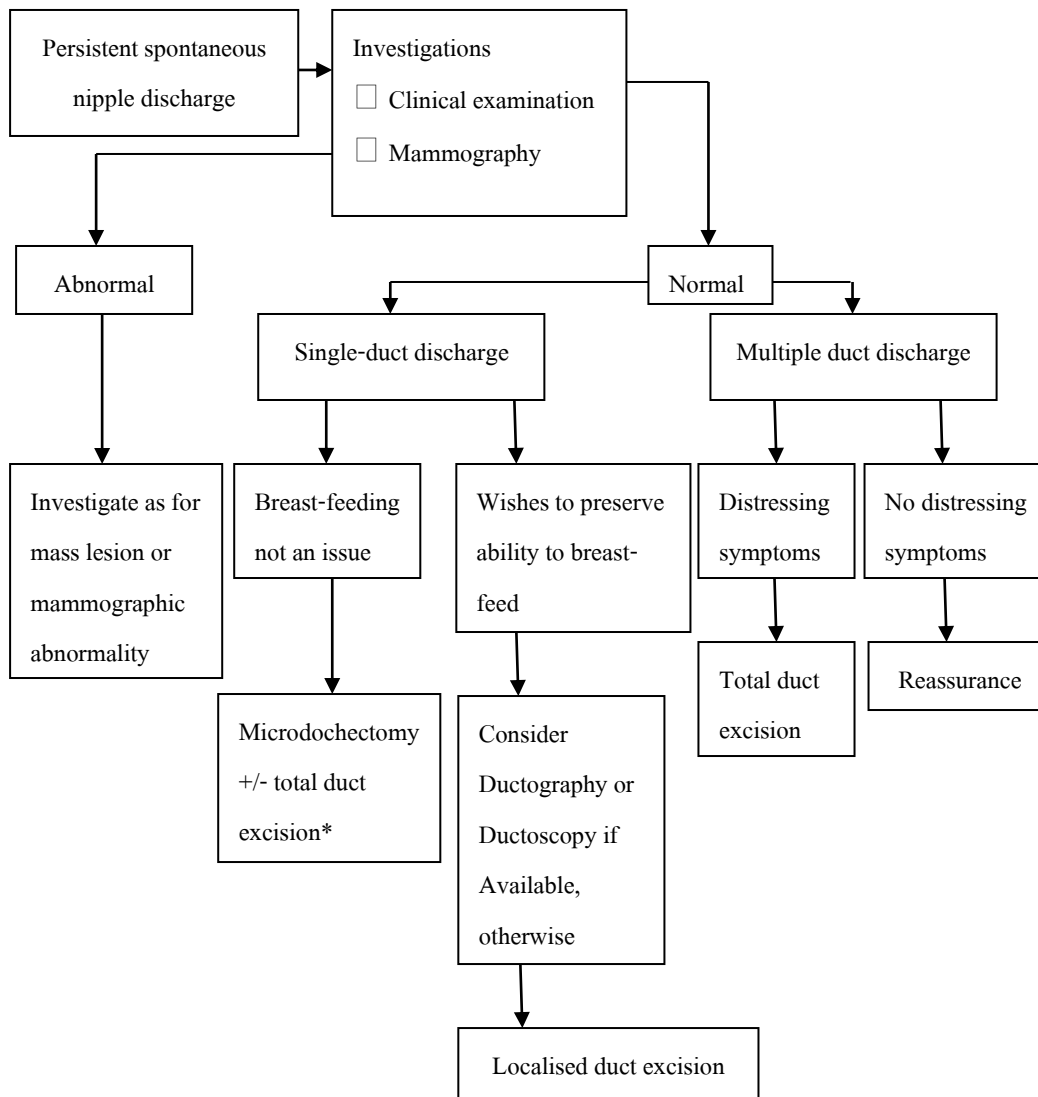 Persistent spontaneous
nipple discharge
Investigations
☐ Clinical examination
☐ Mammography
Abnormal
Normal
Single-duct discharge
Multiple duct discharge
Investigate as for
mass lesion or
mammographic
abnormality
Breast-feeding
not an issue
Wishes to preserve
ability to breast-
feed
Distressing
symptoms
No distressing
symptoms
Microdochectomy
+/- total duct
excision*
Consider
Ductography or
Ductoscopy if
Available,
otherwise
Total duct
excision
Reassurance
Localised duct excision